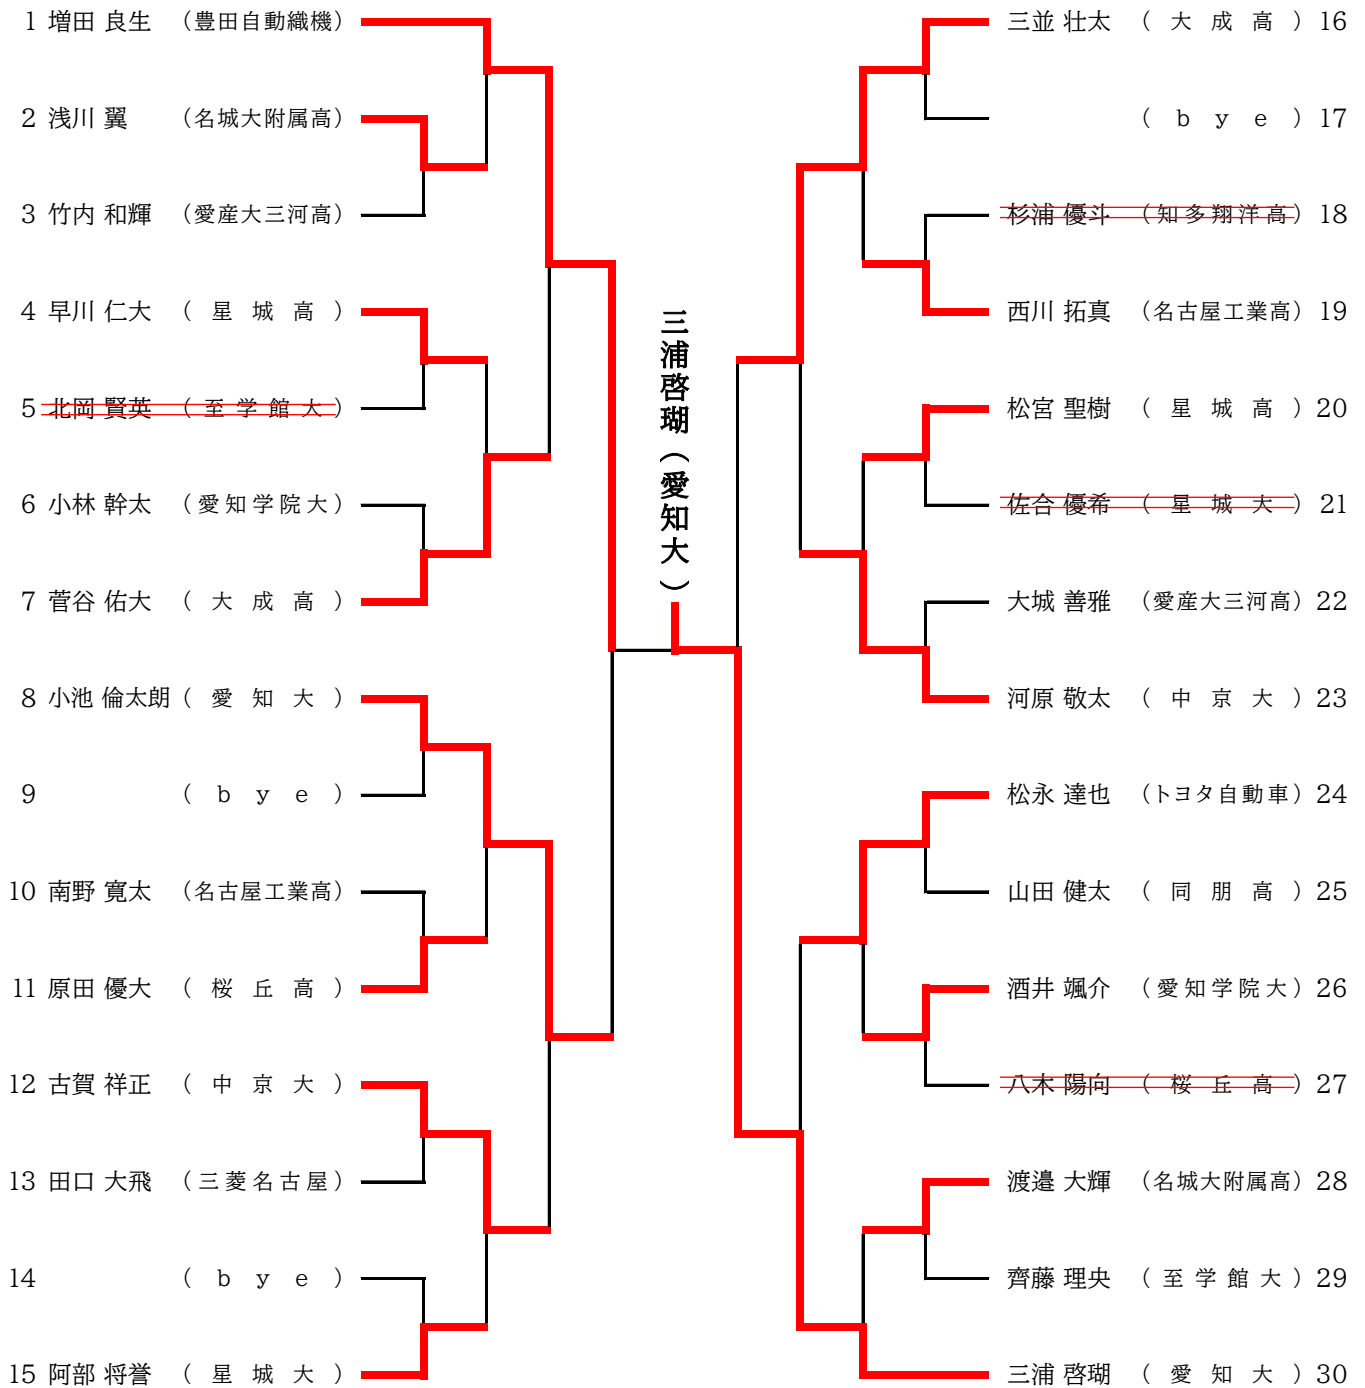 1 増田 良生 （豊田自動織機）
2 浅川 翼 （名城大附属高）
3 竹内 和輝 （愛産大三河高）
4 早川 仁大 （星城高）
5 北岡 賢英 （至学館大）
6 小林 幹太 （愛知学院大）
7 菅谷 佑大 （大成高）
8 小池 倫太朗 （愛知大）
9 （bye）
10 南野 寛太 （名古屋工業高）
11 原田 優大 （桜丘高）
12 古賀 祥正 （中京大）
13 田口 大飛 （三菱名古屋）
14 （bye）
15 阿部 将誉 （星城大）
三浦啓瑚（愛知大）
三並 壮太 （大成高） 16
（bye） 17
杉浦 優斗 （知多翔洋高） 18
西川 拓真 （名古屋工業高） 19
松宮 聖樹 （星城高） 20
佐合 優希 （星城大） 21
大城 善雅 （愛産大三河高） 22
河原 敬太 （中京大） 23
松永 達也 （トヨタ自動車） 24
山田 健太 （同朋高） 25
酒井 颯介 （愛知学院大） 26
八木 陽向 （桜丘高） 27
渡邉 大輝 （名城大附属高） 28
齊藤 理央 （至学館大） 29
三浦 啓瑚 （愛知大） 30